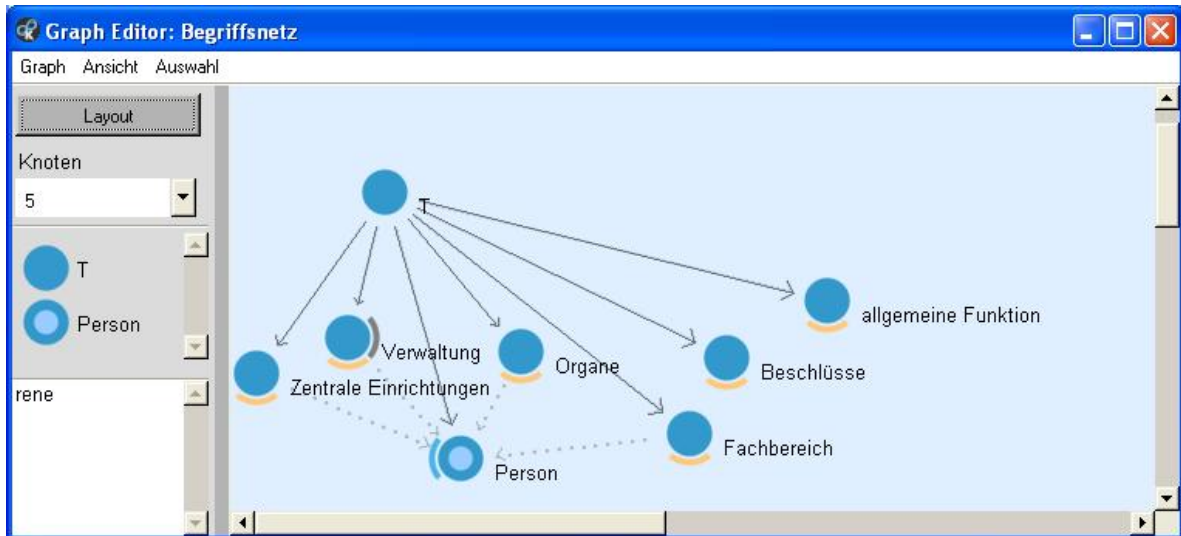 Graph Editor: Begriffsnetz
Graph Ansicht Auswahl
Layout
Knoten
5
T
Person
rene
T
allgemeine Funktion
Verwaltung
Organe
Beschlüsse
Zentrale Einrichtungen
Fachbereich
Person